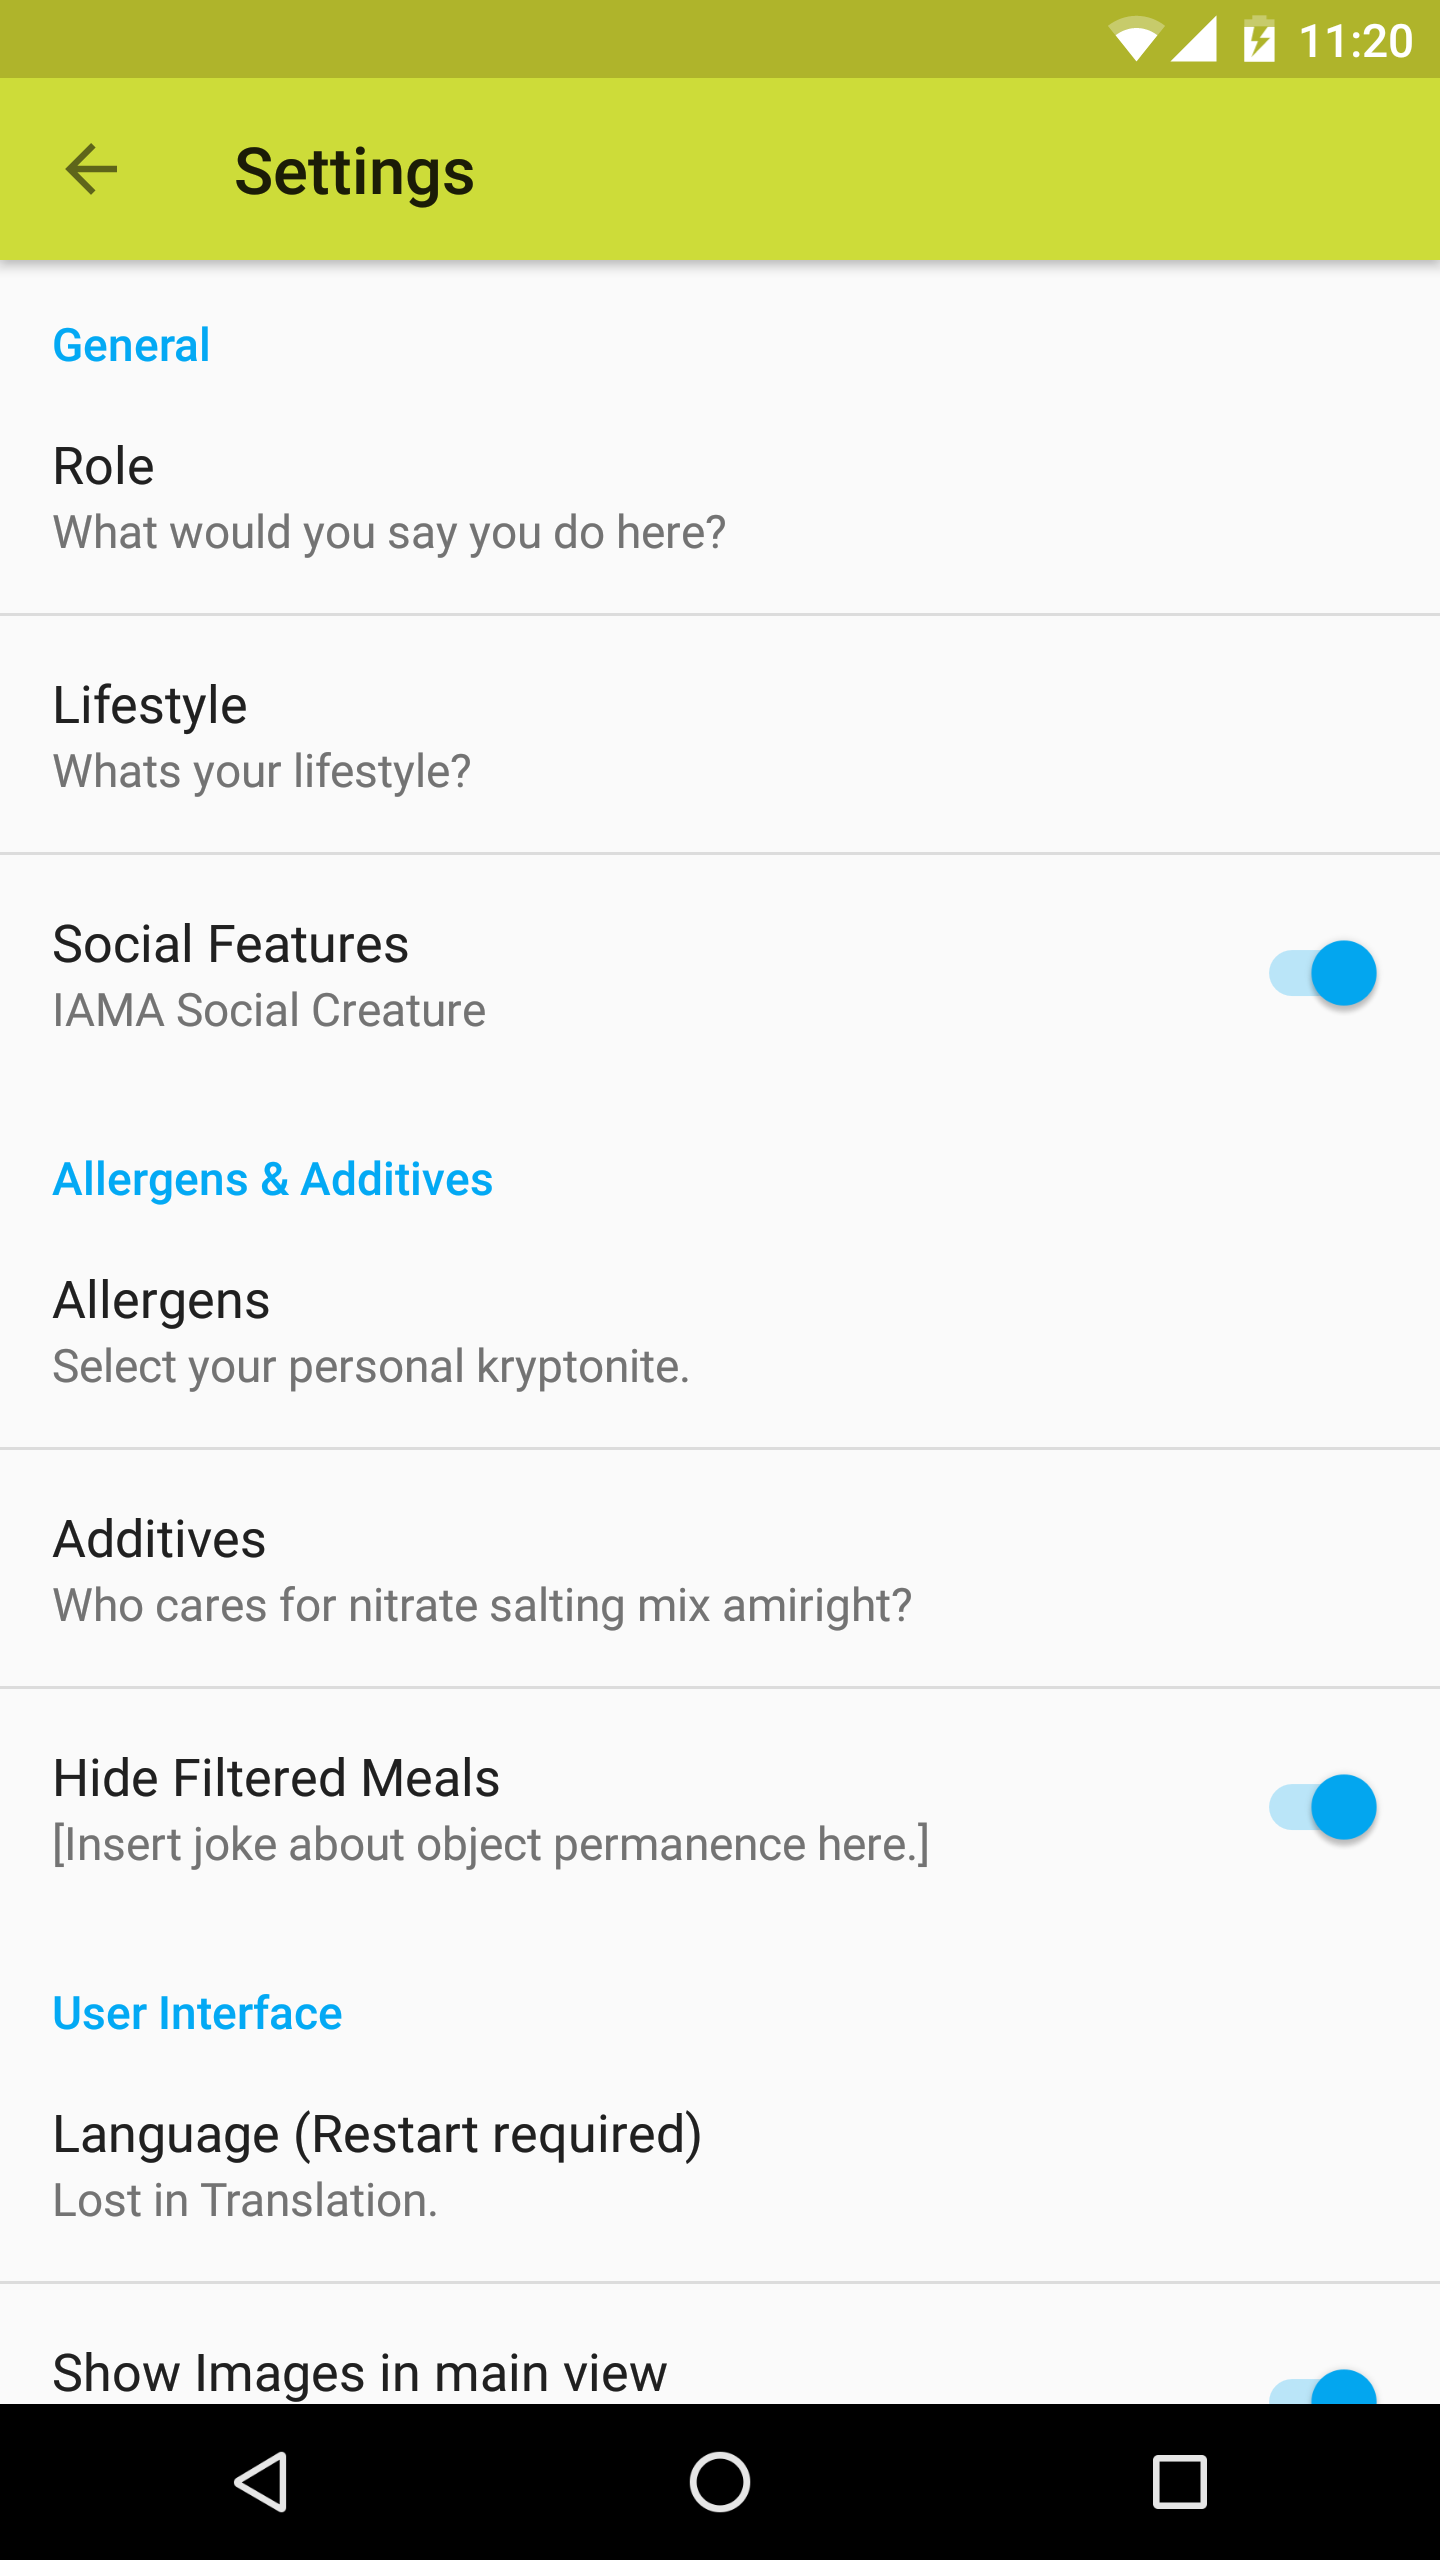 11:20
Settings
General
Role
What would you say you do here?
Lifestyle
Whats your lifestyle?
Social Features
IAMA Social Creature
Allergens & Additives
Allergens
Select your personal kryptonite.
Additives
Who cares for nitrate salting mix amiright?
Hide Filtered Meals
[Insert joke about object permanence here.]
User Interface
Language (Restart required)
Lost in Translation.
Show Images in main view